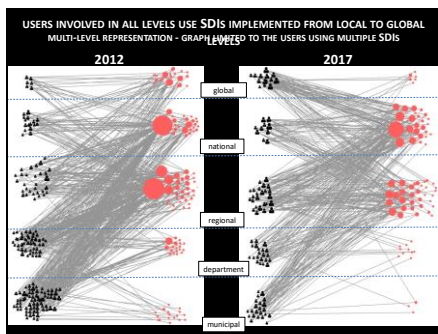 USERS INVOLVED IN ALL LEVELS USE SDIS IMPLEMENTED FROM LOCAL TO GLOBAL
LEVELS
MULTI-LEVEL REPRESENTATION - GRAPH LIMITED TO THE USERS USING MULTIPLE SDIS
2012
2017
global
national
regional
department
municipal